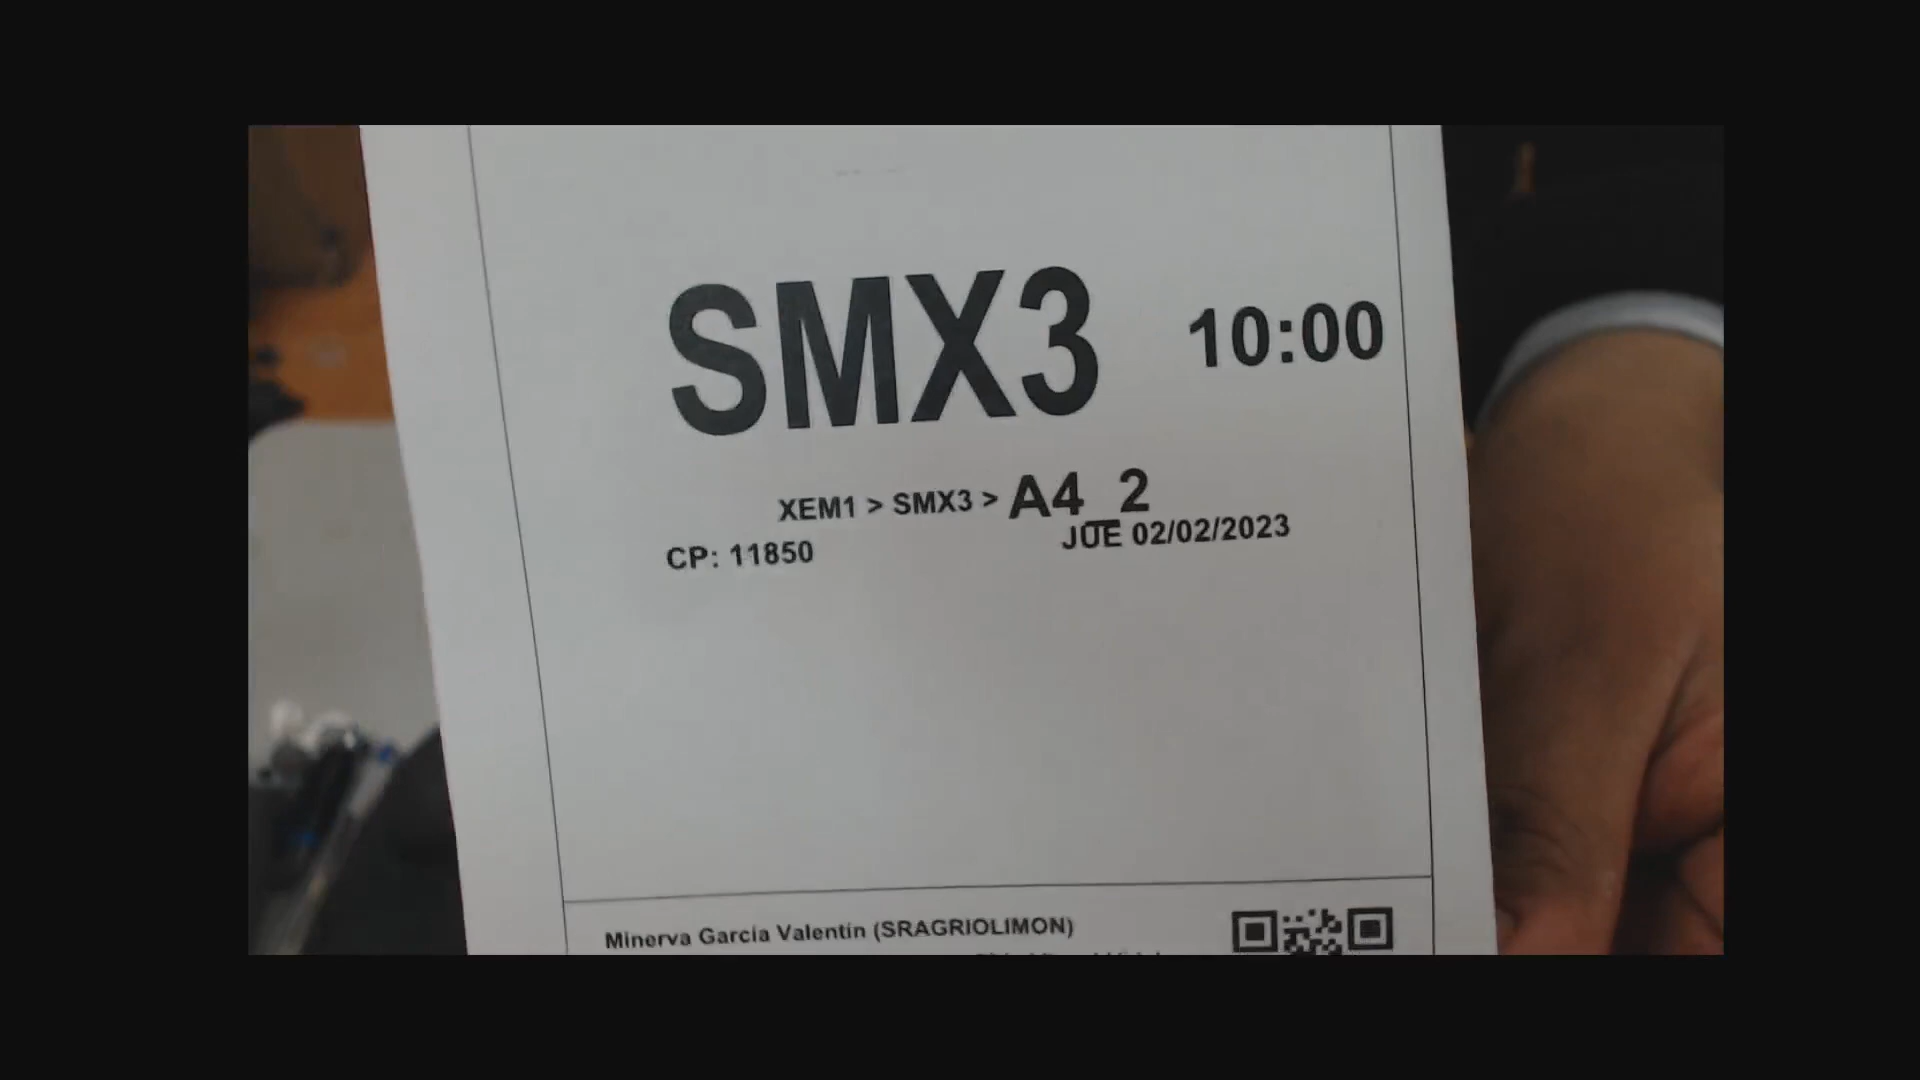 SMX3 10:00
XEM1 > SMX3 > A4_2
CP: 11850 JUE 02/02/2023
Minerva García Valentín (SRAGRIOLIMON)